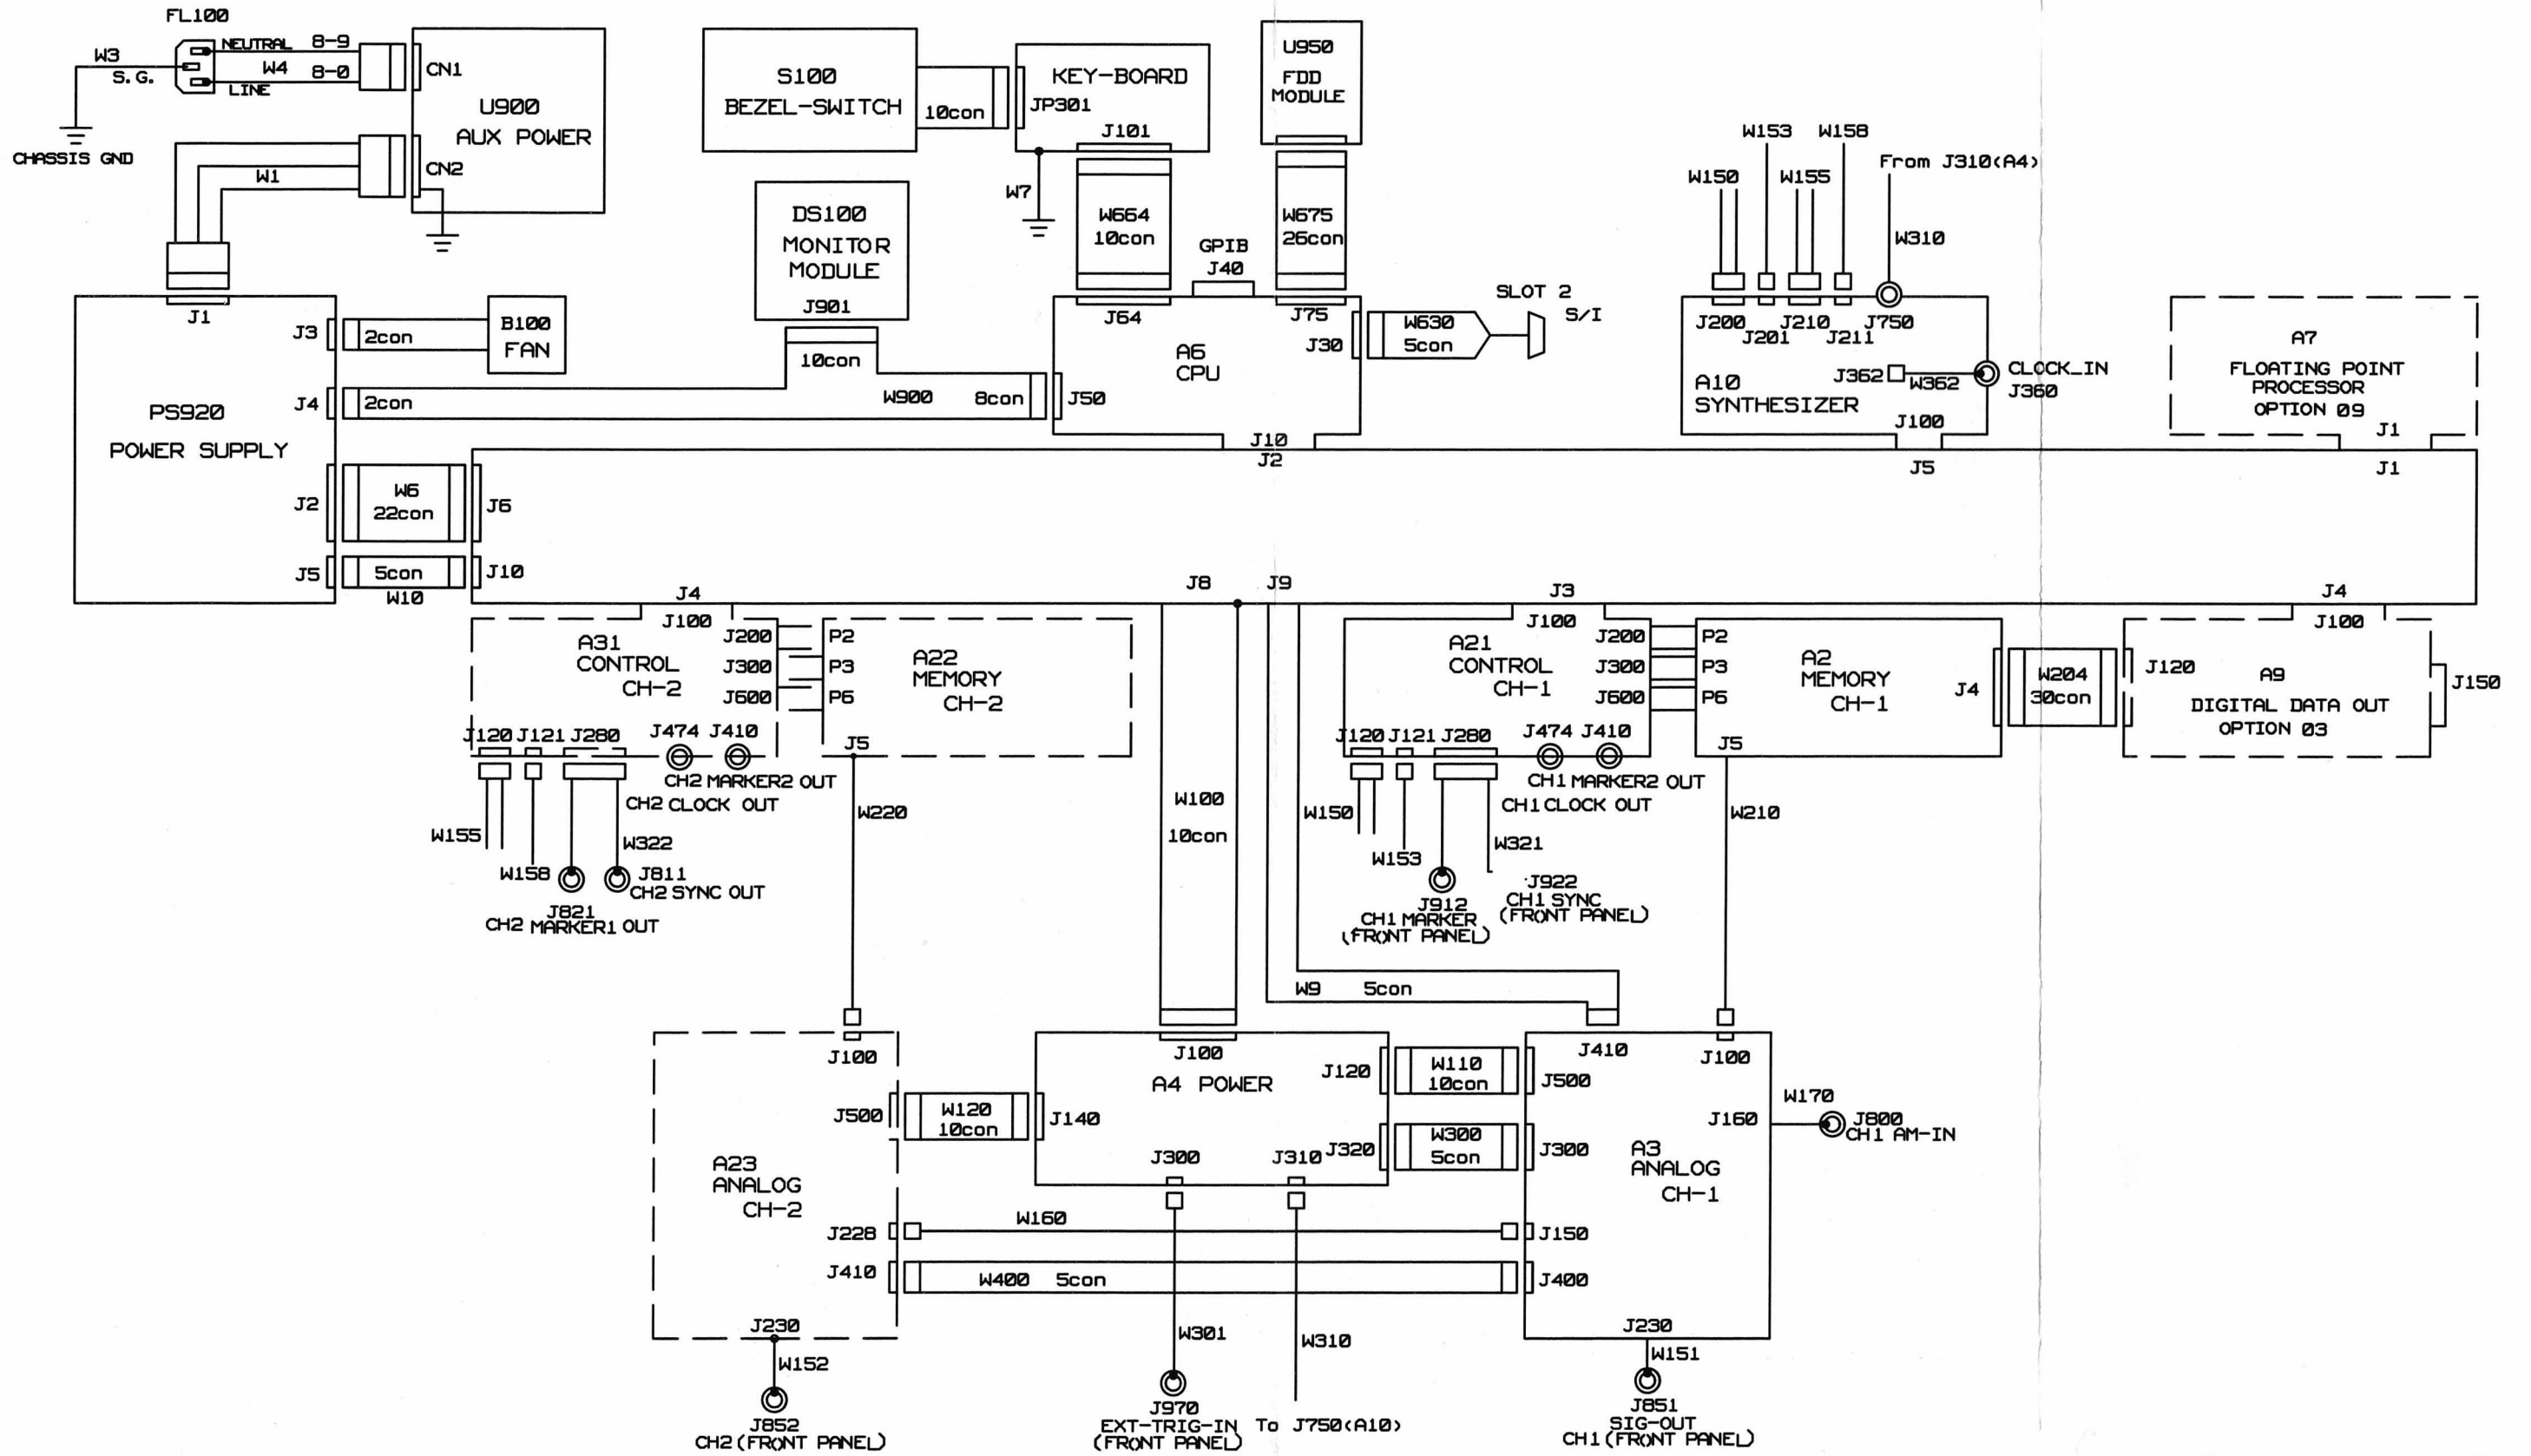 FL100
W3
S.G.
NEUTRAL
8-9
W4
8-0
LINE
CHASSIS GND
CN1
U900
AUX POWER
CN2
W1
S100
BEZEL-SWITCH
10con
KEY-BOARD
JP301
J101
U950
FDD
MODULE
W7
W664
10con
W675
26con
GPIB
J40
DS100
MONITOR
MODULE
J901
10con
W153
W158
From J310(A4)
W150
W155
W310
J1
J3
2con
B100
FAN
J4
2con
W900
8con
J50
PS920
POWER SUPPLY
J64
J75
A6
CPU
J30
W630
5con
SLOT 2
S/I
J10
J200
J201
J210
J211
J750
J362
W362
CLOCK_IN
J360
A10
SYNTHESIZER
J100
A7
FLOATING POINT
PROCESSOR
OPTION 09
J1
J2
J5
J1
J2
W6
22con
J6
J5
5con
J10
W10
J4
J8
J9
J3
J4
J100
A31
CONTROL
CH-2
J200
J300
J600
P2
P3
P6
A22
MEMORY
CH-2
J120
J121
J280
J474
J410
J5
CH2 MARKER2 OUT
CH2 CLOCK OUT
W155
W158
W322
J811
CH2 SYNC OUT
J821
CH2 MARKER1 OUT
W220
W100
10con
J100
A21
CONTROL
CH-1
J200
J300
J600
P2
P3
P6
A2
MEMORY
CH-1
J4
W204
30con
J100
J120
A9
DIGITAL DATA OUT
OPTION 03
J150
J120
J121
J280
J474
J410
J5
CH1 MARKER2 OUT
CH1 CLOCK OUT
W150
W153
W321
W210
J912
CH1 MARKER
(FRONT PANEL)
J922
CH1 SYNC
(FRONT PANEL)
W9
5con
J100
J500
W120
10con
J140
J100
A4 POWER
J120
W110
10con
J500
J410
J100
J300
J310
J320
W300
5con
J300
J160
W170
J800
CH1 AM-IN
A23
ANALOG
CH-2
A3
ANALOG
CH-1
J228
W160
J150
J410
W400
5con
J400
J230
W152
J852
CH2 (FRONT PANEL)
W301
J970
EXT-TRIG-IN
(FRONT PANEL)
W310
To J750(A10)
J230
W151
J851
SIG-OUT
CH1 (FRONT PANEL)